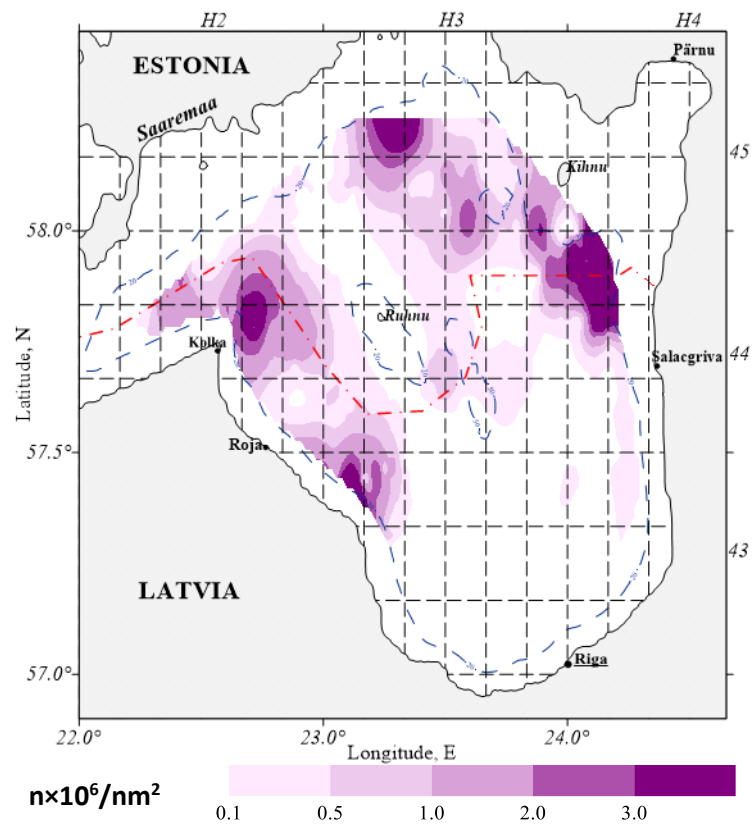 H2 H3 H4
ESTONIA
Pärnu
Saaremaa
45
Kihnu
58.0°
Ruhnu
Kolka
Salacgriva
44
Latitude, N
Roja
57.5°
43
LATVIA
Riga
57.0°
22.0° 23.0° 24.0°
Longitude, E
n×10⁶/nm²
0.1 0.5 1.0 2.0 3.0